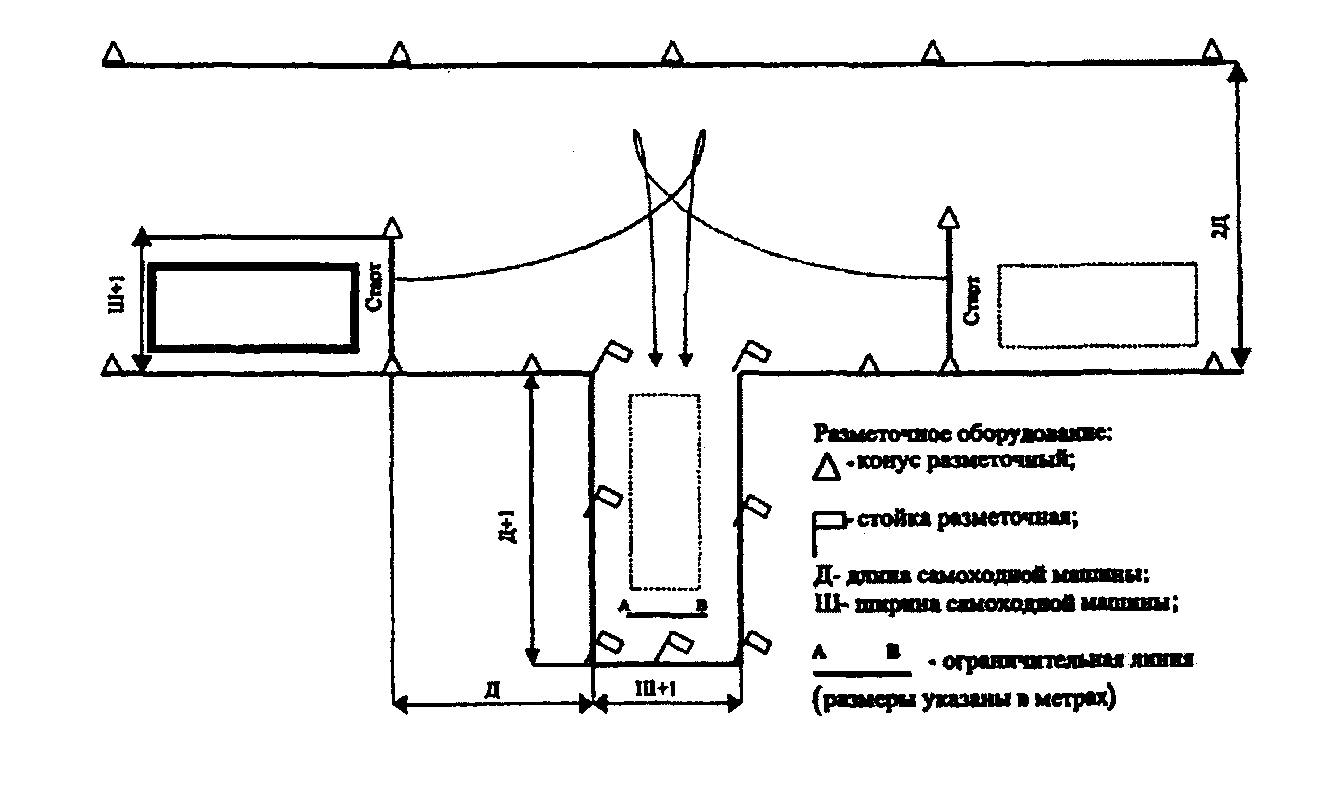 2Д
Ш+1
Старт
Старт
Разметочное оборудование:
- конус разметочный;
Д+1
- стойка разметочная;
Д- длина самоходной машины:
Ш- ширина самоходной машины;
А В
А В - ограничительная линия
Д
Ш+1
(размеры указаны в метрах)